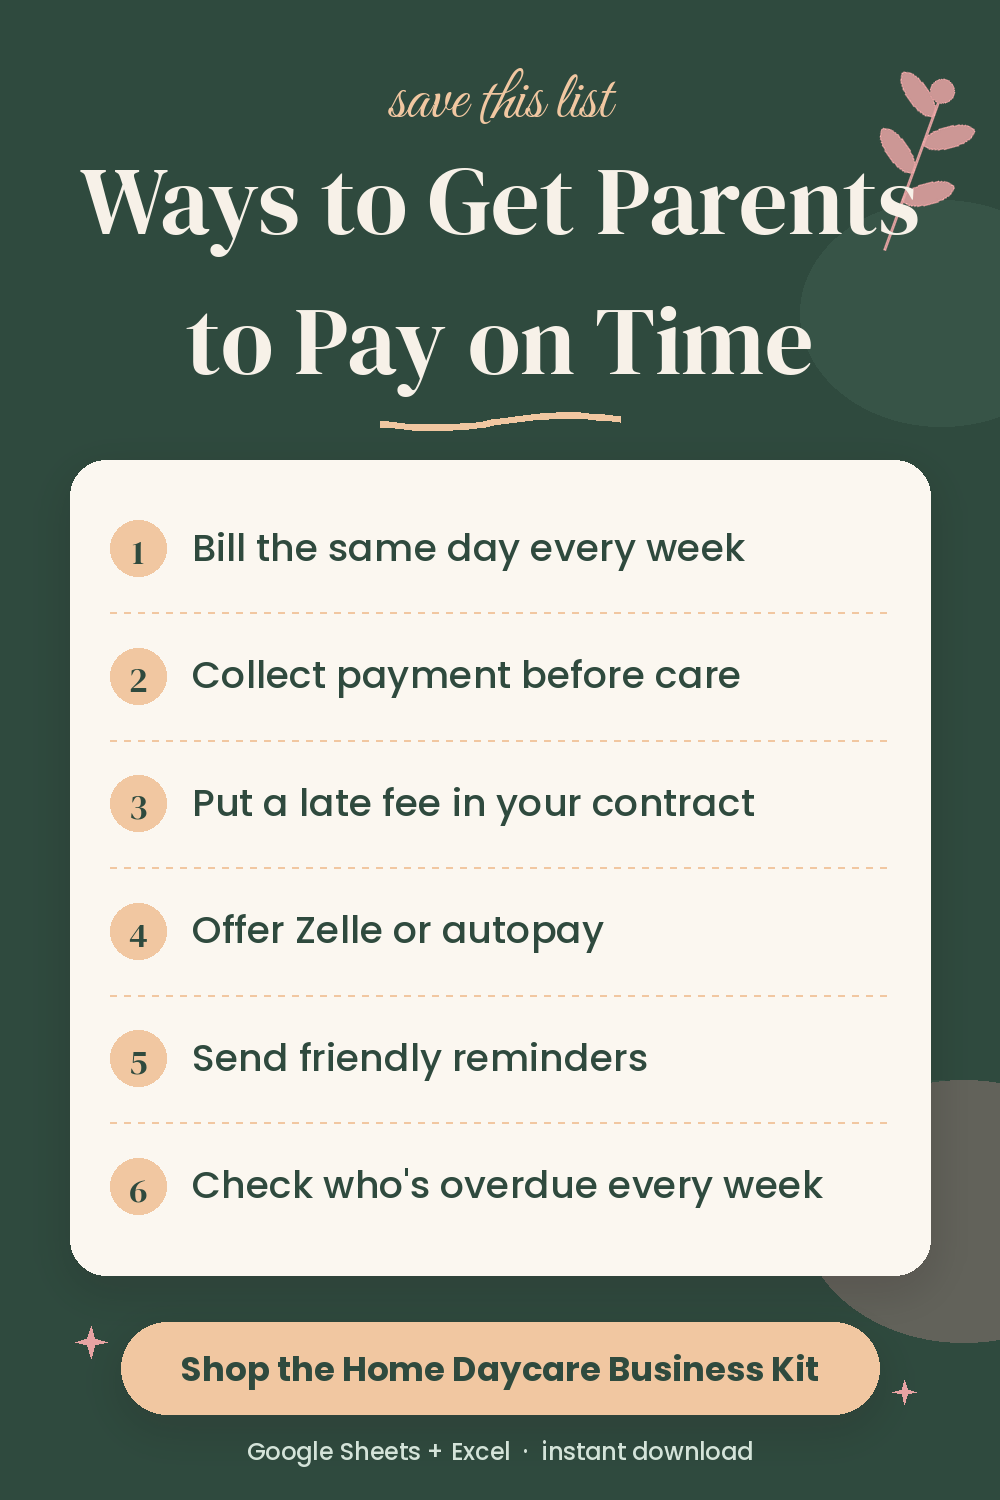 save this list
Ways to Get Parents
to Pay on Time
1 Bill the same day every week
2 Collect payment before care
3 Put a late fee in your contract
4 Offer Zelle or autopay
5 Send friendly reminders
6 Check who's overdue every week
Shop the Home Daycare Business Kit
Google Sheets + Excel · instant download